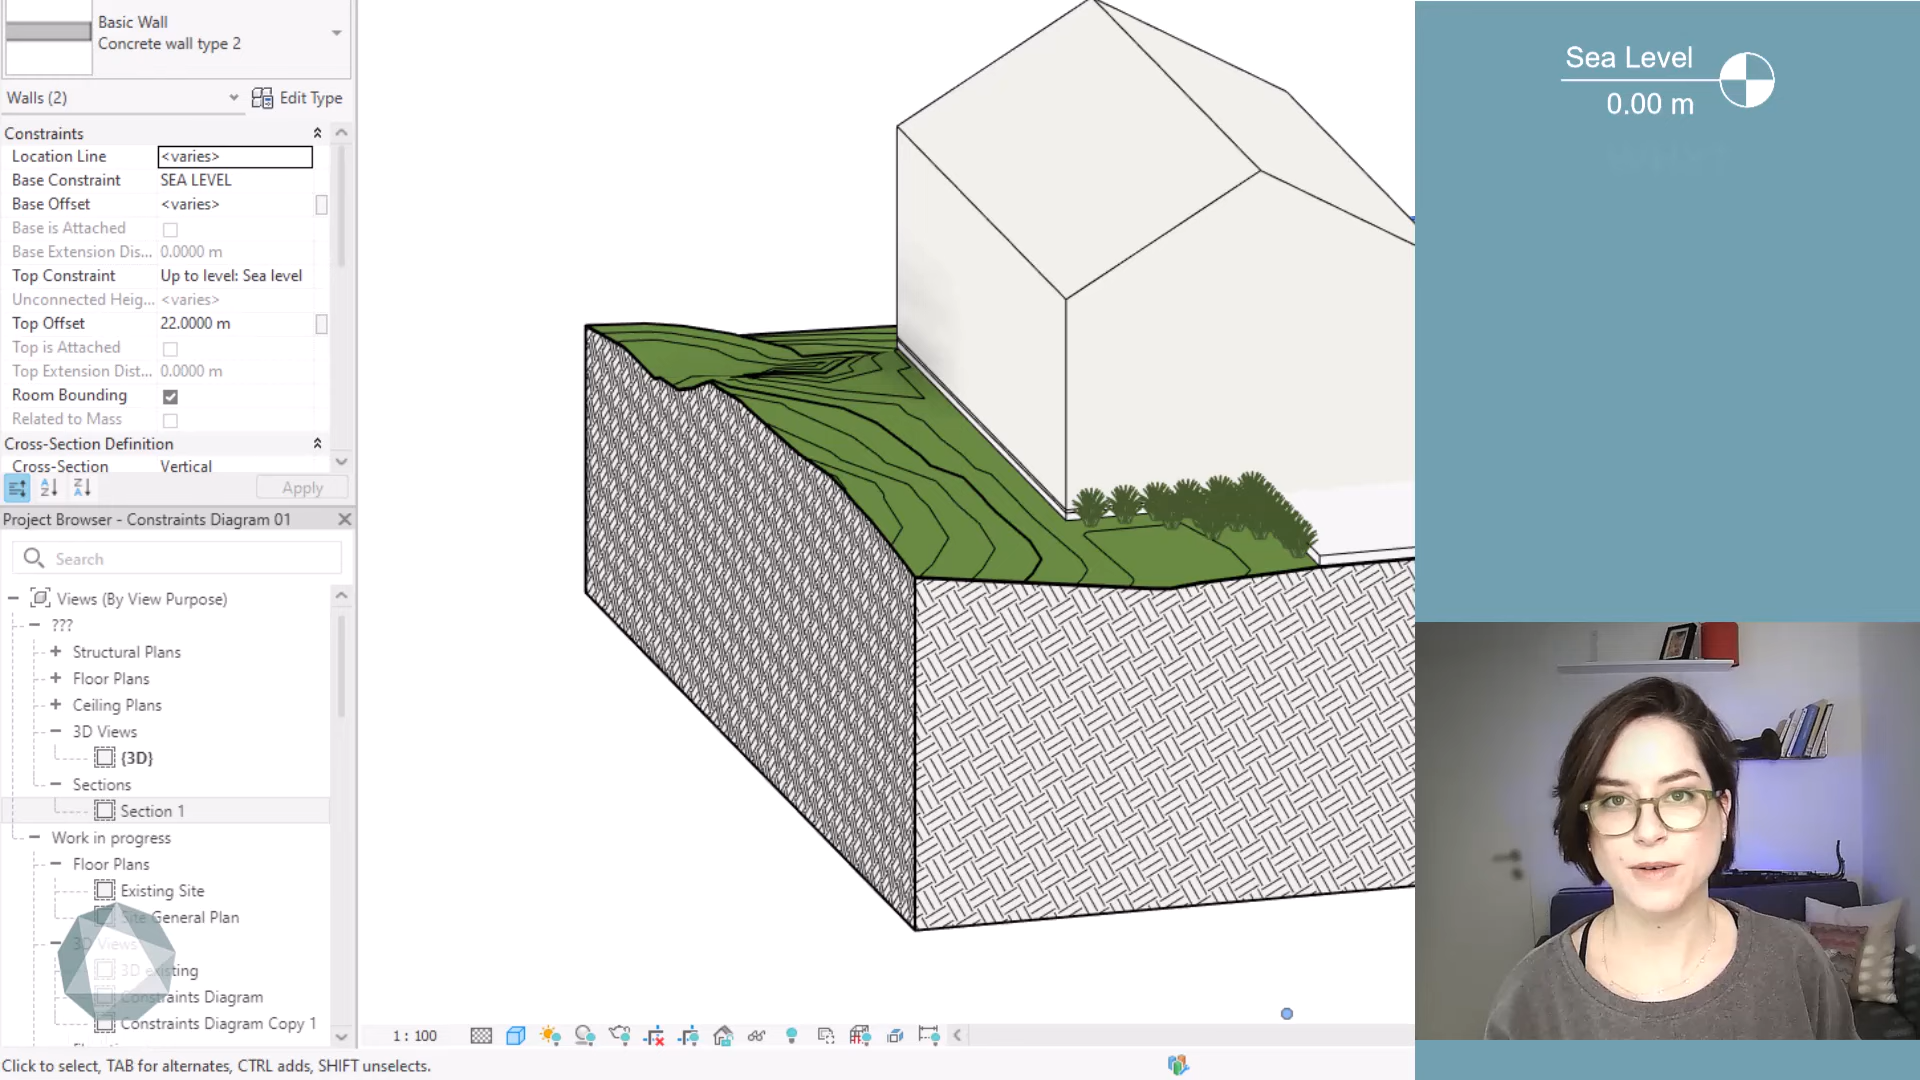 Basic Wall
Concrete wall type 2
Walls (2)
Edit Type
Constraints
Location Line <varies>
Base Constraint SEA LEVEL
Base Offset <varies>
Base is Attached
Base Extension Dis... 0.0000 m
Top Constraint Up to level: Sea level
Unconnected Heig... <varies>
Top Offset 22.0000 m
Top is Attached
Top Extension Dist... 0.0000 m
Room Bounding
Related to Mass
Cross-Section Definition
Cross-Section Vertical
Apply
Project Browser - Constraints Diagram 01
Search
Views (By View Purpose)
???
Structural Plans
Floor Plans
Ceiling Plans
3D Views
{3D}
Sections
Section 1
Work in progress
Floor Plans
Existing Site
Site General Plan
3D Views
3D existing
Constraints Diagram
Constraints Diagram Copy 1
1 : 100
Click to select, TAB for alternates, CTRL adds, SHIFT unselects.
Sea Level
0.00 m